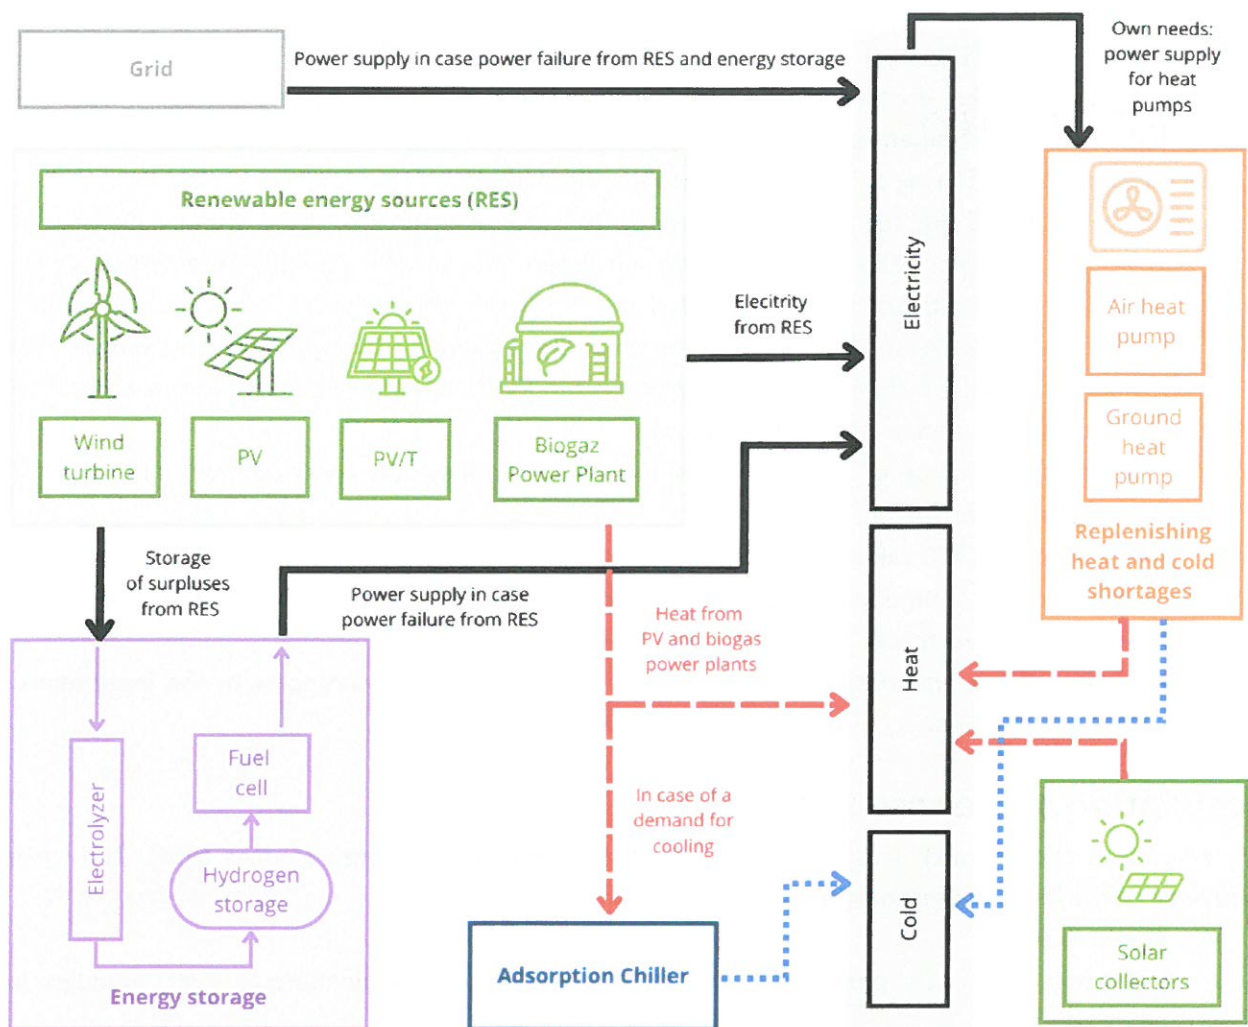 Grid
Power supply in case power failure from RES and energy storage
Own needs:
power supply
for heat
pumps
Renewable energy sources (RES)
Wind
turbine
PV
PV/T
Biogaz
Power Plant
Elecitrity
from RES
Electricity
Air heat
pump
Ground
heat
pump
Replenishing
heat and cold
shortages
Storage
of surpluses
from RES
Power supply in case
power failure from RES
Heat from
PV and biogas
power plants
Heat
Electrolyzer
Fuel
cell
Hydrogen
storage
Energy storage
In case of a
demand for
cooling
Adsorption Chiller
Cold
Solar
collectors